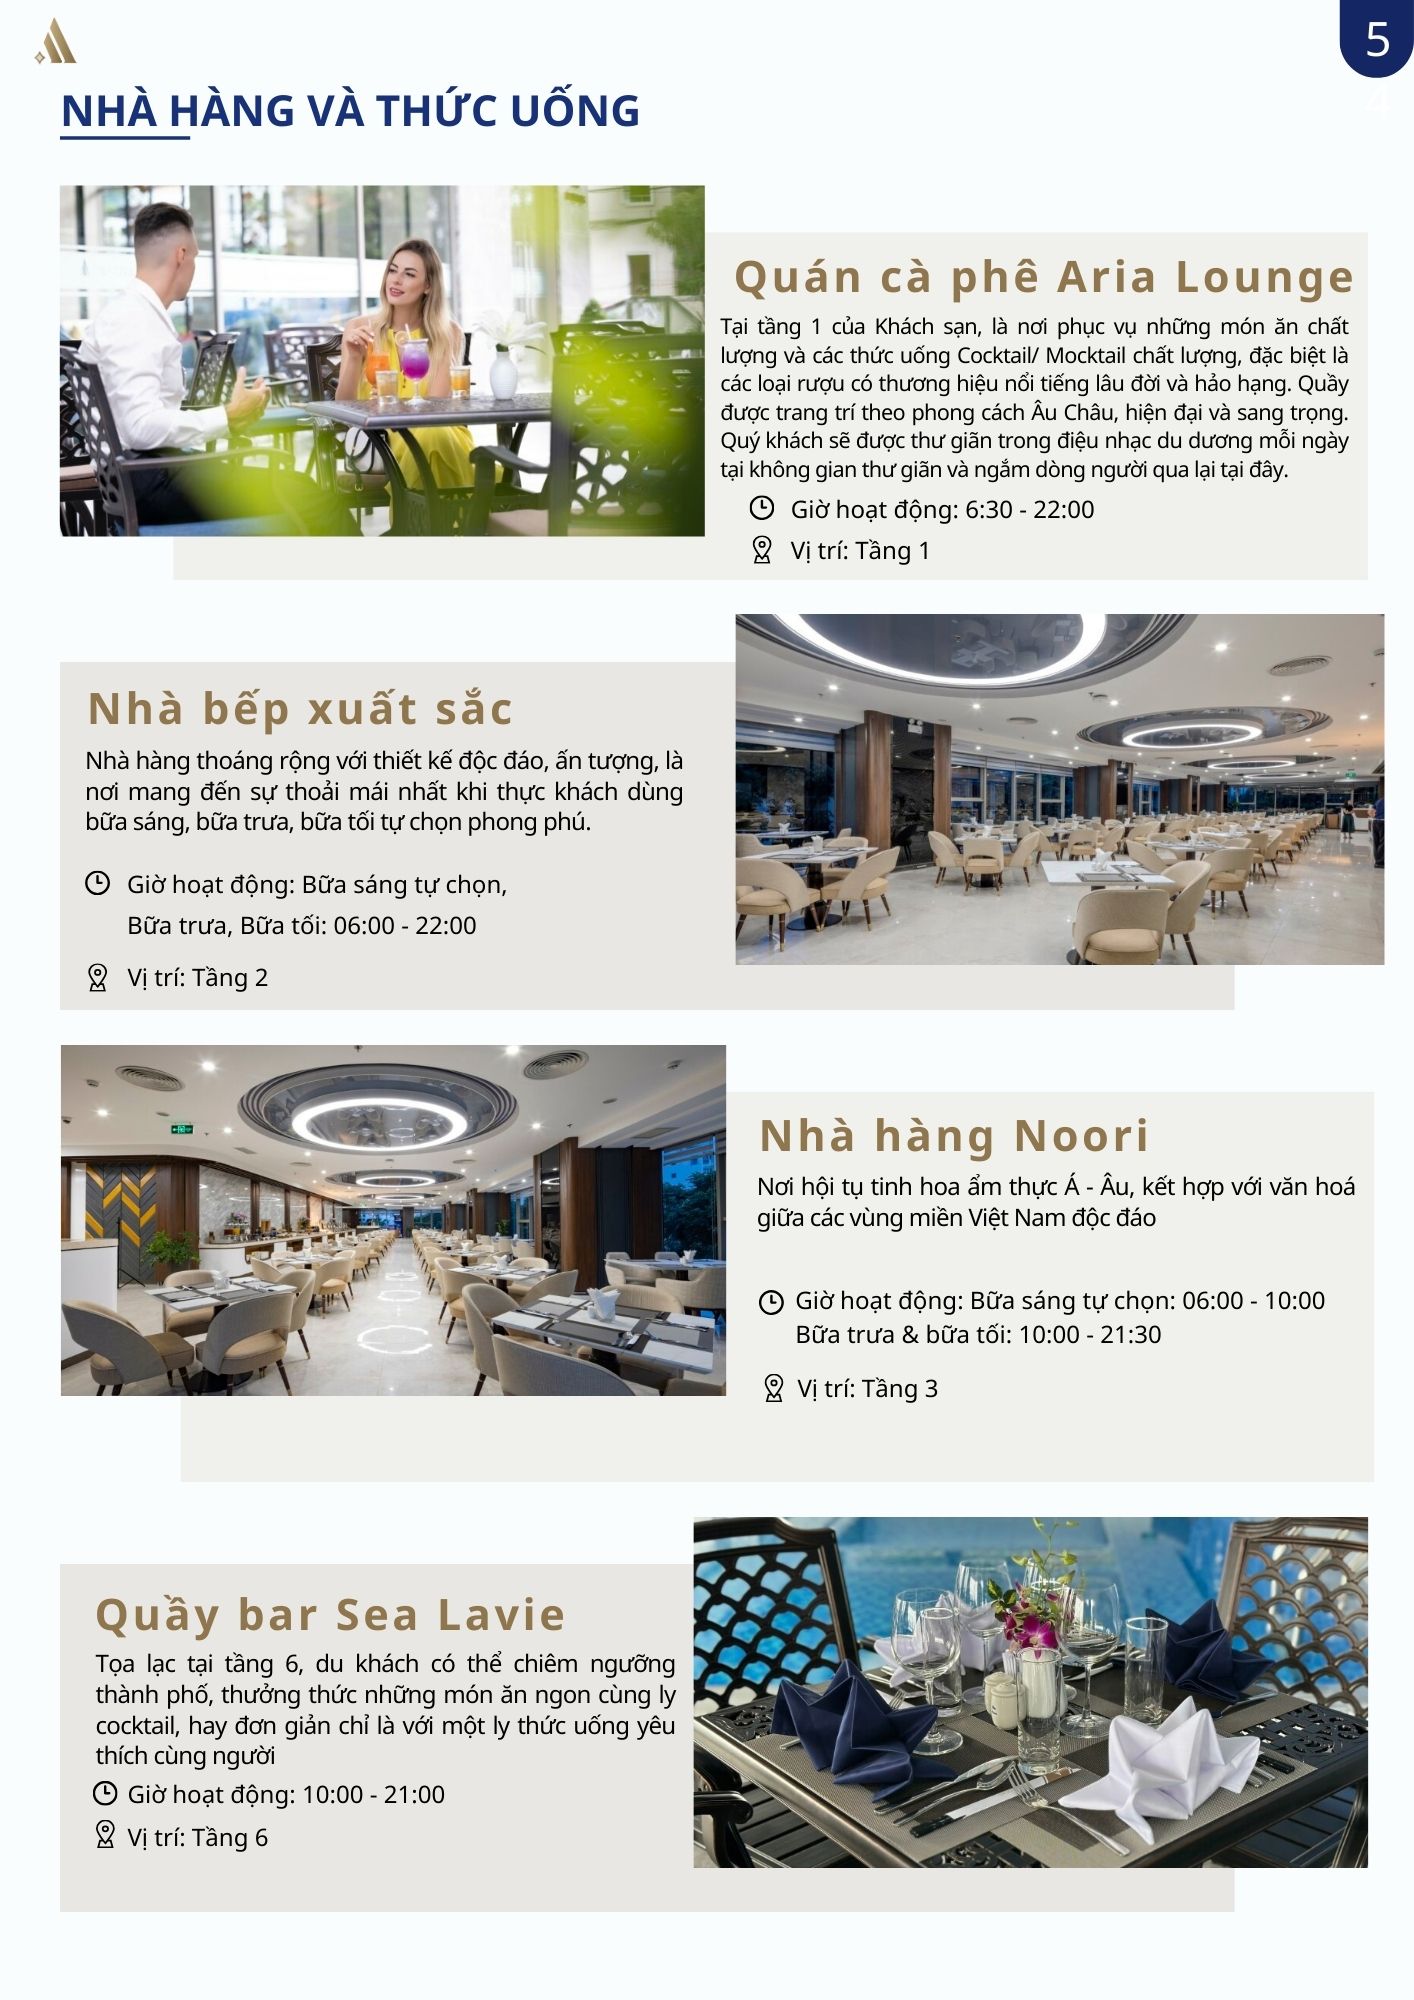 5
4
NHÀ HÀNG VÀ THỨC UỐNG
Quán cà phê Aria Lounge
Tại tầng 1 của Khách sạn, là nơi phục vụ những món ăn chất
lượng và các thức uống Cocktail/ Mocktail chất lượng, đặc biệt là
các loại rượu có thương hiệu nổi tiếng lâu đời và hảo hạng. Quầy
được trang trí theo phong cách Âu Châu, hiện đại và sang trọng.
Quý khách sẽ được thư giãn trong điệu nhạc du dương mỗi ngày
tại không gian thư giãn và ngắm dòng người qua lại tại đây.
Giờ hoạt động: 6:30 - 22:00
Vị trí: Tầng 1
Nhà bếp xuất sắc
Nhà hàng thoáng rộng với thiết kế độc đáo, ấn tượng, là
nơi mang đến sự thoải mái nhất khi thực khách dùng
bữa sáng, bữa trưa, bữa tối tự chọn phong phú.
Giờ hoạt động: Bữa sáng tự chọn,
Bữa trưa, Bữa tối: 06:00 - 22:00
Vị trí: Tầng 2
Nhà hàng Noori
Nơi hội tụ tinh hoa ẩm thực Á - Âu, kết hợp với văn hoá
giữa các vùng miền Việt Nam độc đáo
Giờ hoạt động: Bữa sáng tự chọn: 06:00 - 10:00
Bữa trưa & bữa tối: 10:00 - 21:30
Vị trí: Tầng 3
Quầy bar Sea Lavie
Tọa lạc tại tầng 6, du khách có thể chiêm ngưỡng
thành phố, thưởng thức những món ăn ngon cùng ly
cocktail, hay đơn giản chỉ là với một ly thức uống yêu
thích cùng người
Giờ hoạt động: 10:00 - 21:00
Vị trí: Tầng 6